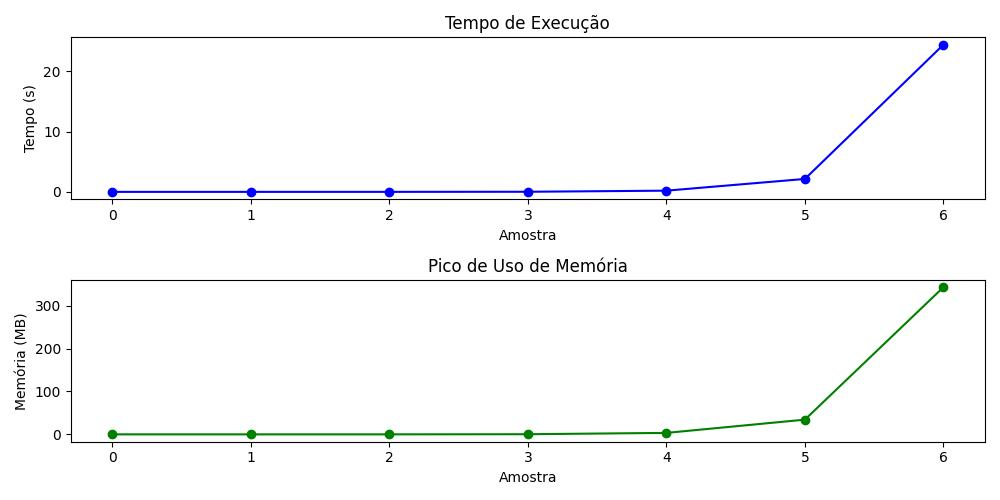 Tempo de Execução
Tempo (s)
20
10
0
0 1 2 3 4 5 6
Amostra
Pico de Uso de Memória
Memória (MB)
300
200
100
0
0 1 2 3 4 5 6
Amostra